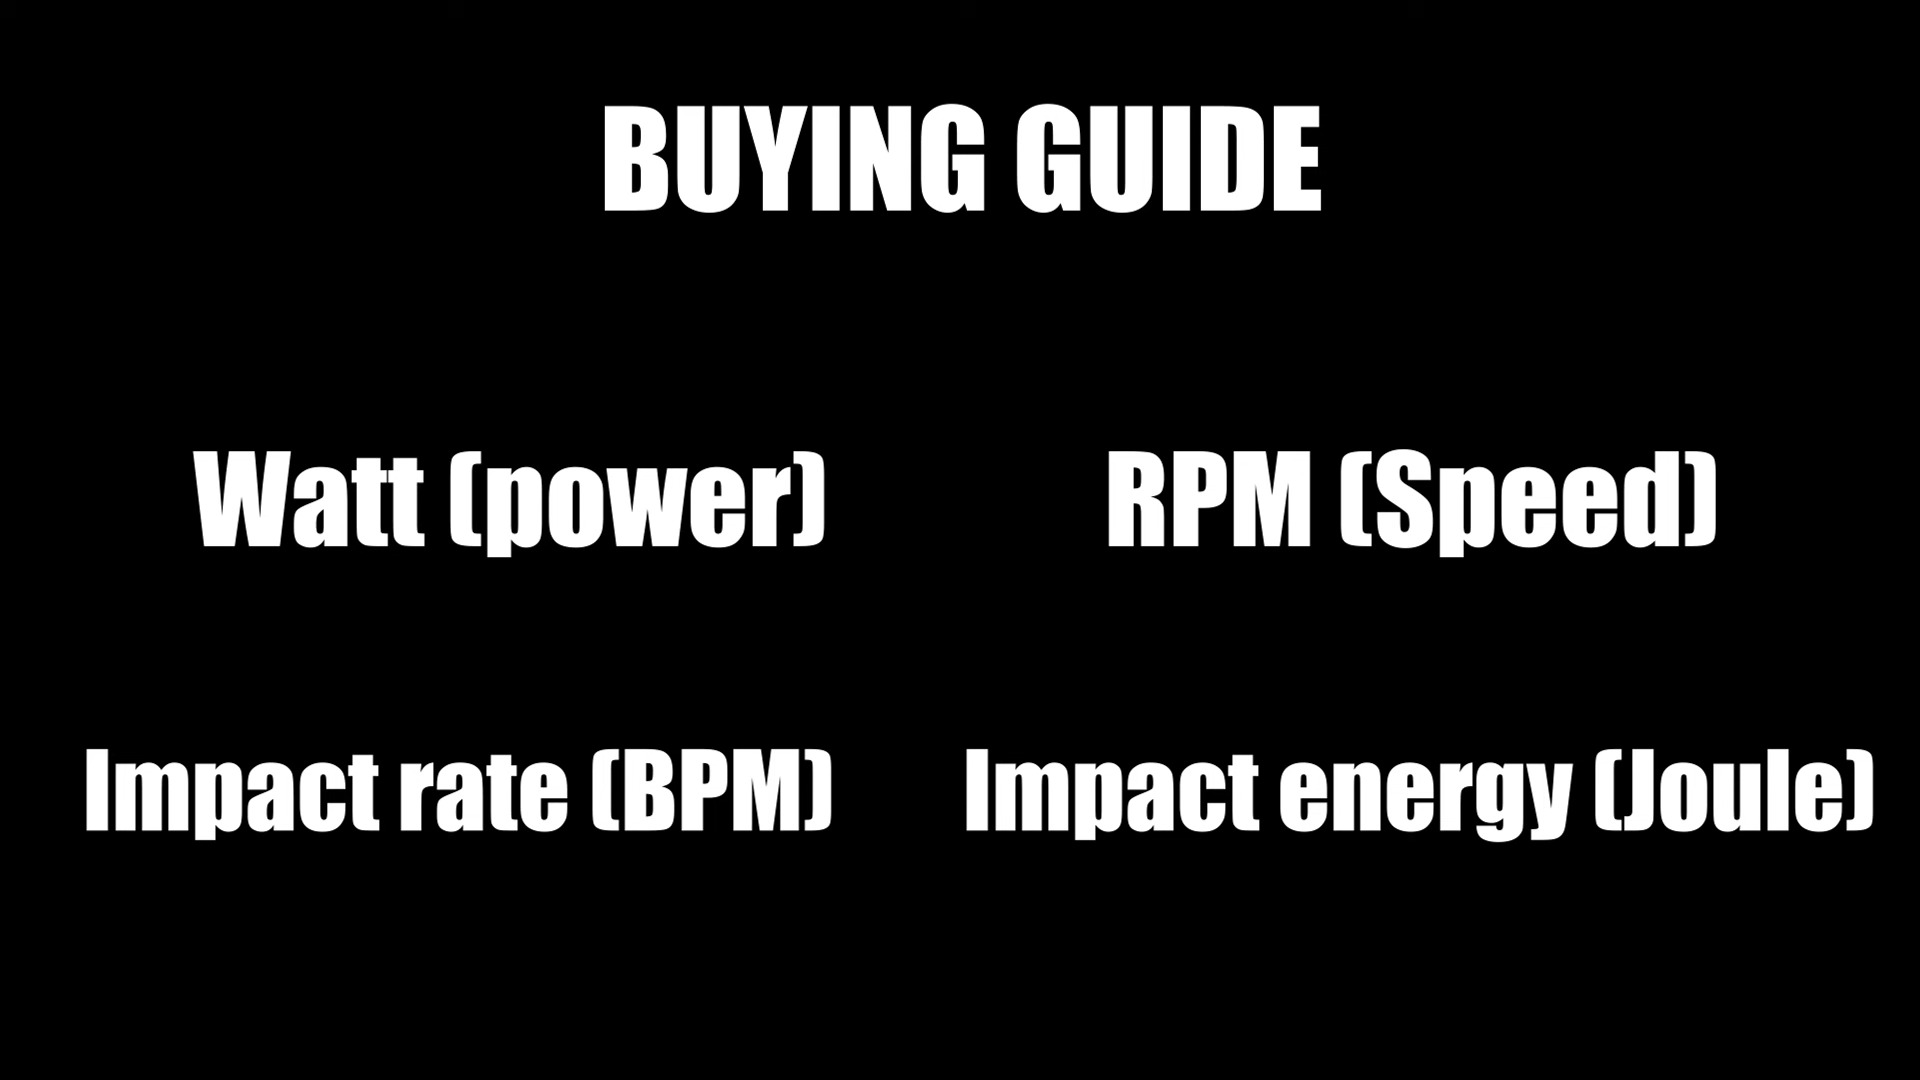 BUYING GUIDE
Watt (power)
RPM (Speed)
Impact rate (BPM)
Impact energy (Joule)